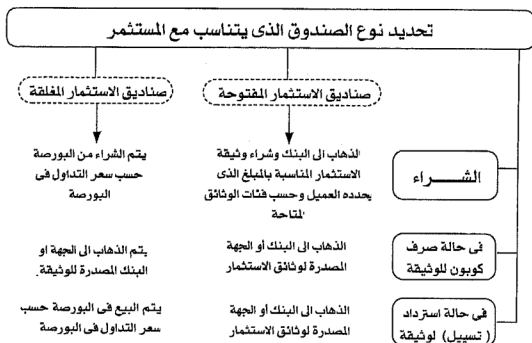 تحديد نوع الصندوق الذى يتناسب مع المستثمر
صناديق الاستثمار المفتوحة
صناديق الاستثمار المغلقة
الشـــراء
الذهاب الى البنك وشراء وثيقة
الاستثمار المناسبة بالمبلغ الذى
يحدده العميل وحسب فئات الوثائق
المتاحة
يتم الشراء من البورصة
حسب سعر التداول فى
البورصة
فى حالة صرف
كوبون للوثيقة
الذهاب الى البنك أو الجهة
المصدرة لوثائق الاستثمار
يتم الذهاب الى الجهة او
البنك المصدرة للوثيقة.
فى حالة استرداد
(تسييل) لوثيقة
الذهاب الى البنك أو الجهة
المصدرة لوثائق الاستثمار
يتم البيع فى البورصة حسب
سعر التداول فى البورصة